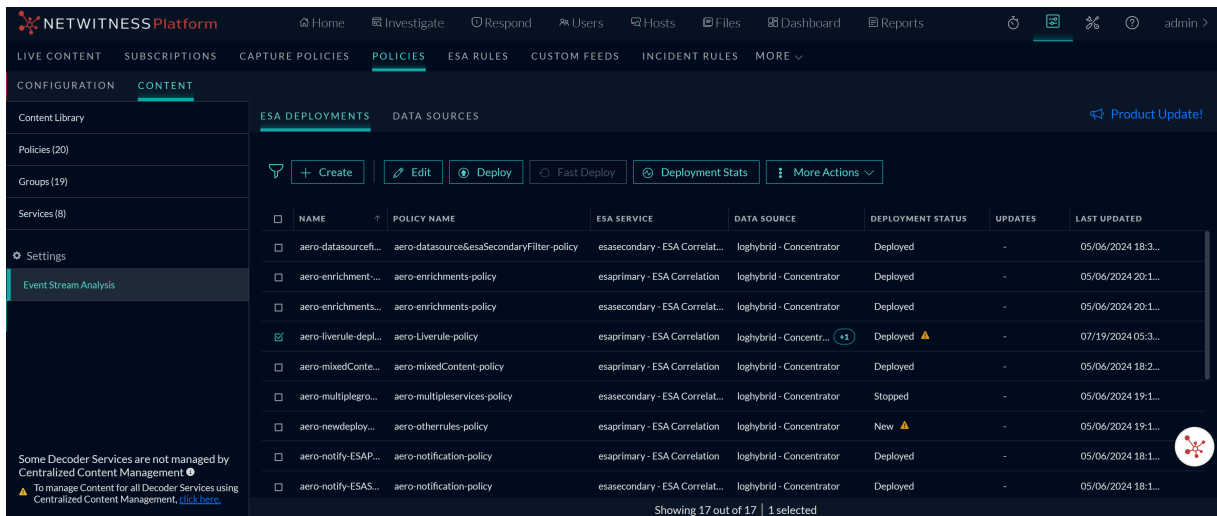 NETWITNESS Platform
Home Investigate Respond Users Hosts Files Dashboard Reports admin >
LIVE CONTENT SUBSCRIPTIONS CAPTURE POLICIES POLICIES ESA RULES CUSTOM FEEDS INCIDENT RULES MORE
CONFIGURATION CONTENT
Content Library
Policies (20)
Groups (19)
Services (8)
Settings
Event Stream Analysis
Some Decoder Services are not managed by
Centralized Content Management
To manage Content for all Decoder Services using
Centralized Content Management, click here.
ESA DEPLOYMENTS DATA SOURCES
Product Update!
+ Create Edit Deploy Fast Deploy Deployment Stats More Actions
NAME POLICY NAME ESA SERVICE DATA SOURCE DEPLOYMENT STATUS UPDATES LAST UPDATED
aero-datasourcefi... aero-datasource&esaSecondaryFilter-policy esasecondary - ESA Correlat... loghybrid - Concentrator Deployed - 05/06/2024 18:3...
aero-enrichment-... aero-enrichments-policy esaprimary - ESA Correlation loghybrid - Concentrator Deployed - 05/06/2024 20:1...
aero-enrichments... aero-enrichments-policy esasecondary - ESA Correlat... loghybrid - Concentrator Deployed - 05/06/2024 20:1...
aero-liverule-depl... aero-Liverule-policy esaprimary - ESA Correlation loghybrid - Concentr... +1 Deployed - 07/19/2024 05:3...
aero-mixedConte... aero-mixedContent-policy esaprimary - ESA Correlation loghybrid - Concentrator Deployed - 05/06/2024 18:2...
aero-multiplegro... aero-multipleservices-policy esasecondary - ESA Correlat... loghybrid - Concentrator Stopped - 05/06/2024 19:1...
aero-newdeploy... aero-otherrules-policy esaprimary - ESA Correlation loghybrid - Concentrator New - 05/06/2024 19:1...
aero-notify-ESAP... aero-notification-policy esaprimary - ESA Correlation loghybrid - Concentrator Deployed - 05/06/2024 18:1...
aero-notify-ESAS... aero-notification-policy esasecondary - ESA Correlat... loghybrid - Concentrator Deployed - 05/06/2024 18:1...
Showing 17 out of 17 | 1 selected